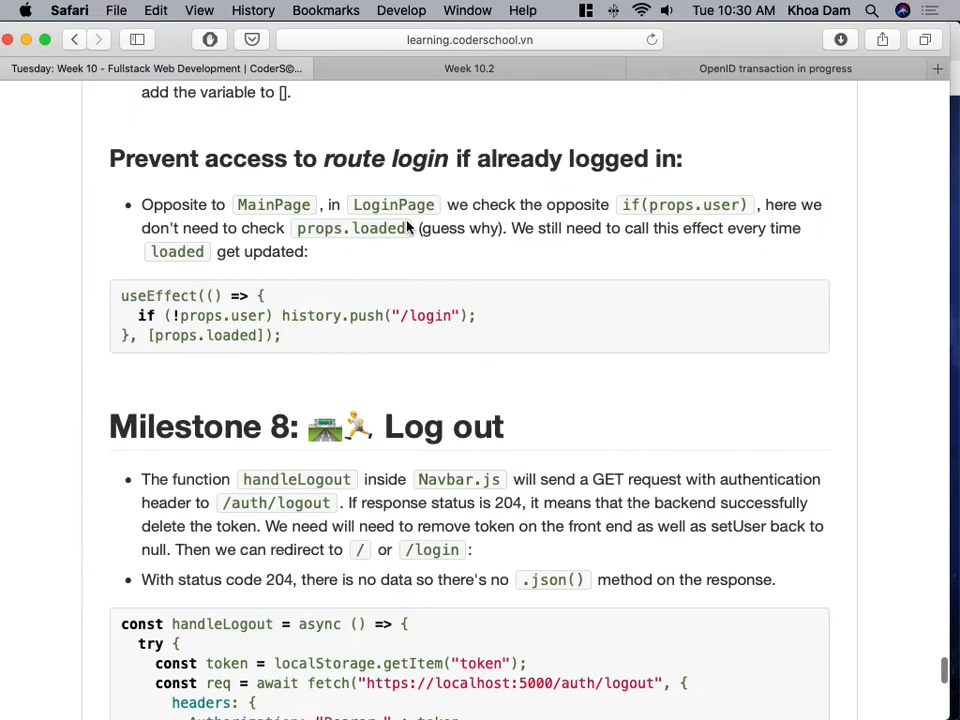 Safari File Edit View History Bookmarks Develop Window Help Tue 10:30 AM Khoa Dam
learning.coderschool.vn
Tuesday: Week 10 - Fullstack Web Development | CoderS©... Week 10.2 OpenID transaction in progress
add the variable to [].
Prevent access to route login if already logged in:
• Opposite to MainPage , in LoginPage we check the opposite if(props.user) , here we
don't need to check props.loaded (guess why). We still need to call this effect every time
loaded get updated:
useEffect(() => {
if (!props.user) history.push("/login");
}, [props.loaded]);
Milestone 8: 🛣️🏃 Log out
• The function handleLogout inside Navbar.js will send a GET request with authentication
header to /auth/logout . If response status is 204, it means that the backend successfully
delete the token. We need will need to remove token on the front end as well as setUser back to
null. Then we can redirect to / or /login :
• With status code 204, there is no data so there's no .json() method on the response.
const handleLogout = async () => {
try {
const token = localStorage.getItem("token");
const req = await fetch("https://localhost:5000/auth/logout", {
headers: {